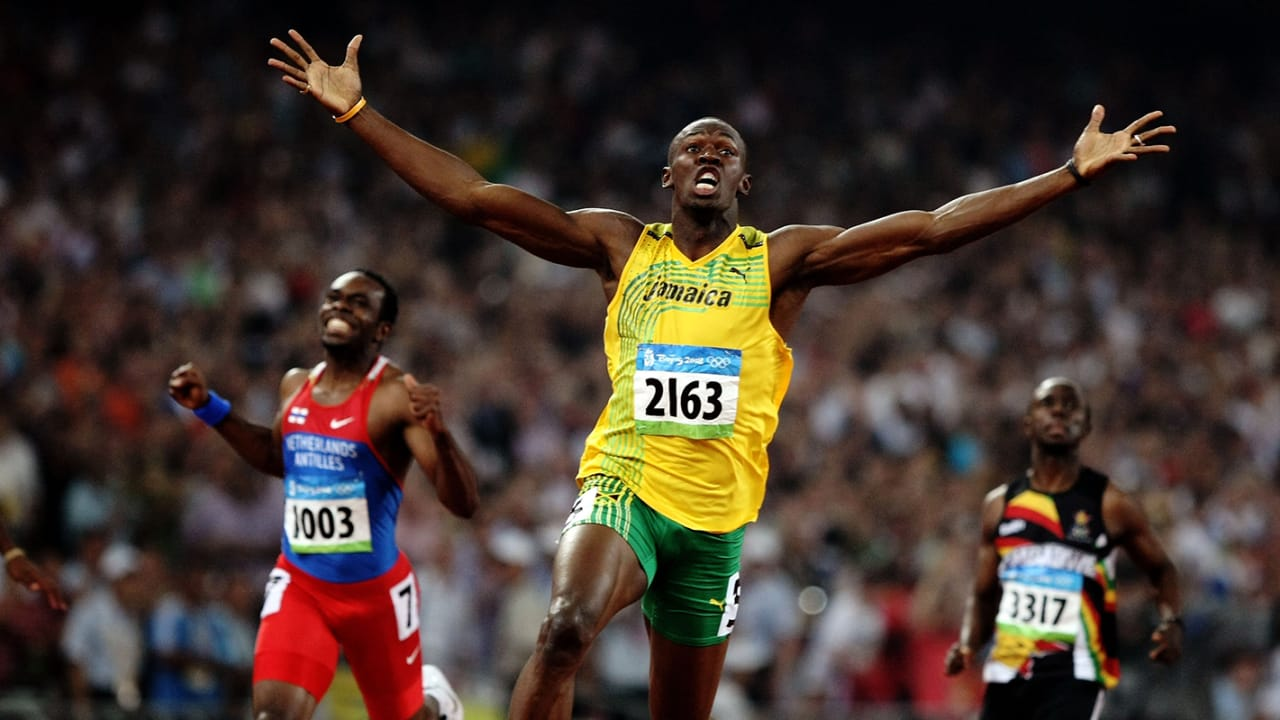 Jamaica
Beijing 2008
2163
NETHERLANDS
ANTILLES
1003
7
3317